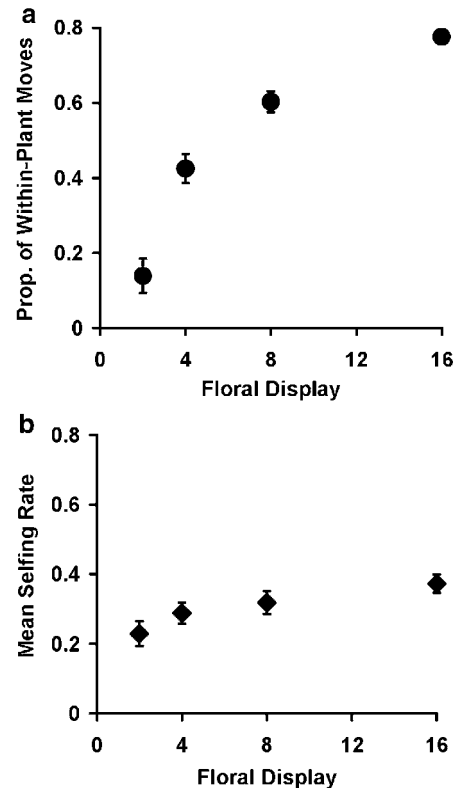 a
Prop. of Within-Plant Moves
0.8
0.6
0.4
0.2
0
0 4 8 12 16
Floral Display
b
Mean Selfing Rate
0.8
0.6
0.4
0.2
0
0 4 8 12 16
Floral Display